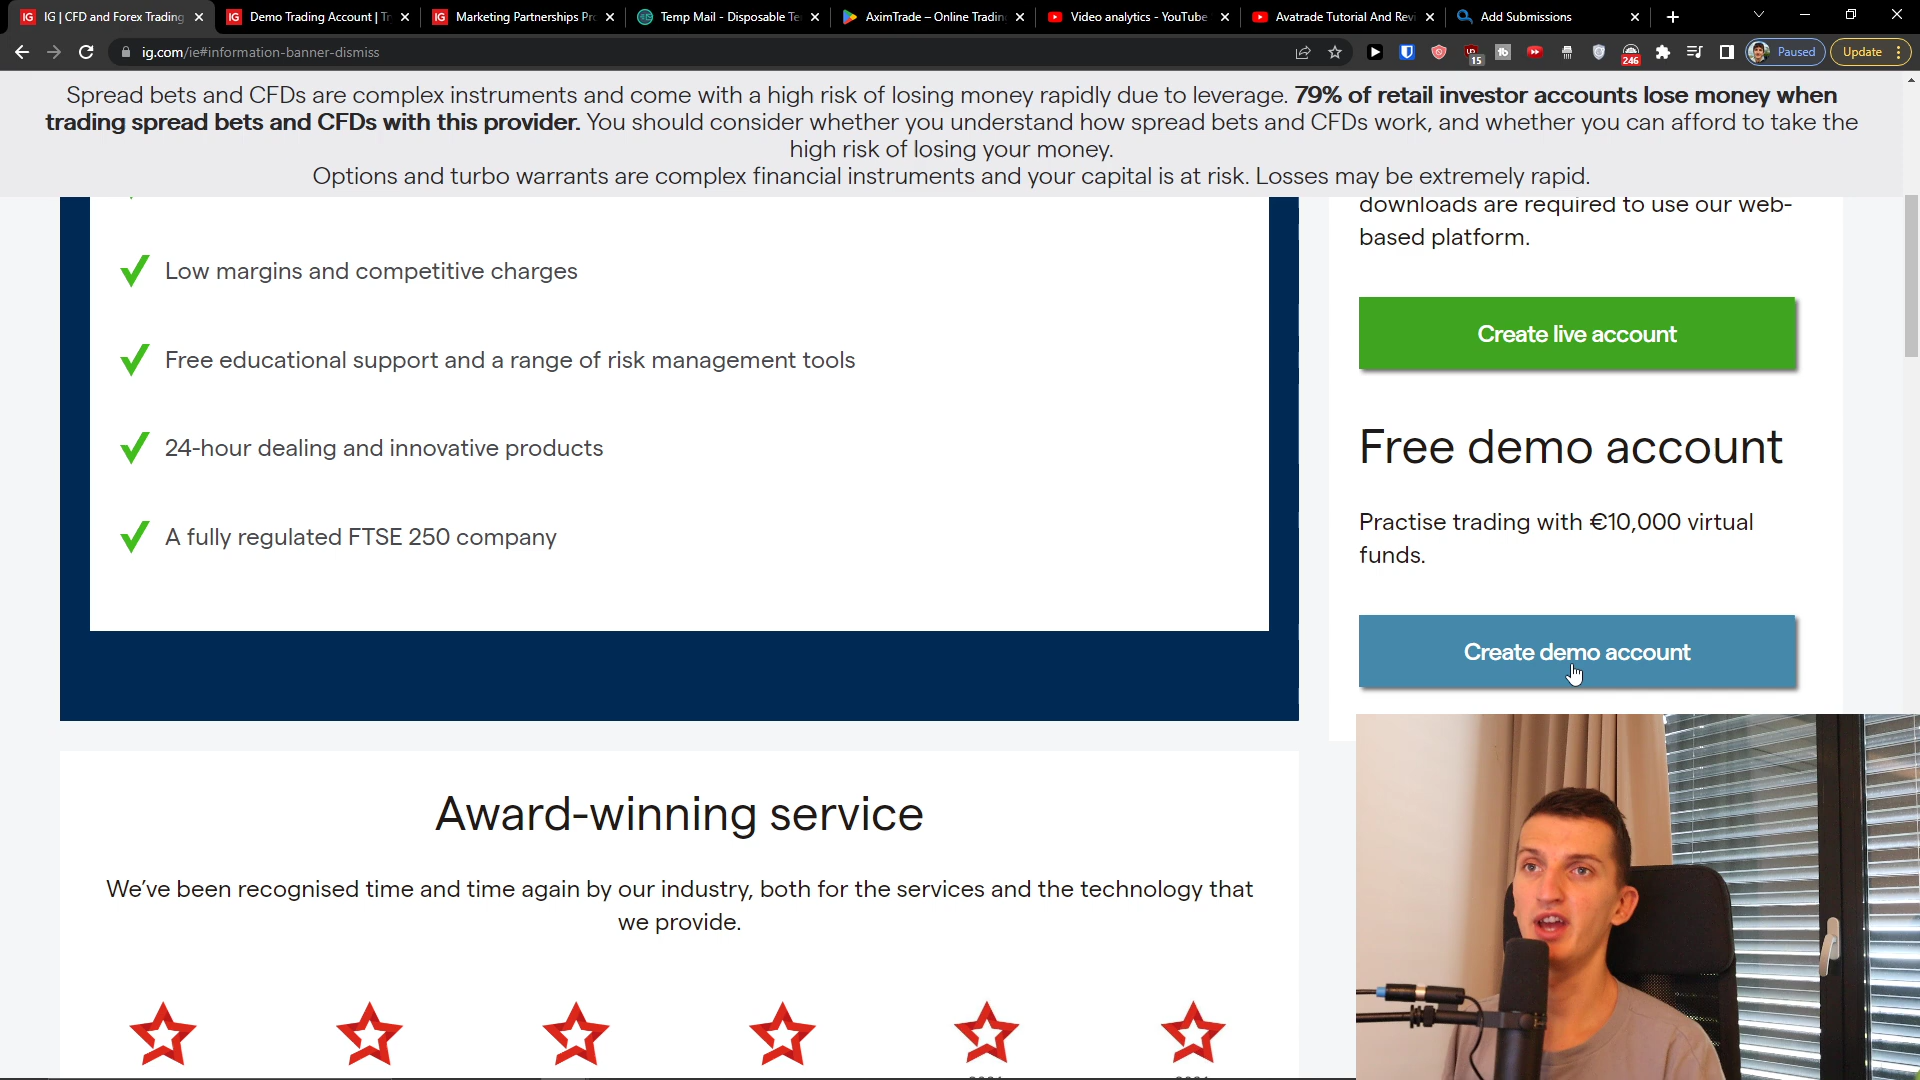 IG | CFD and Forex Trading
Demo Trading Account | Tr
Marketing Partnerships Pr
Temp Mail - Disposable Te
AximTrade – Online Tradin
Video analytics - YouTube
Avatrade Tutorial And Revi
Add Submissions
ig.com/ie#information-banner-dismiss
15
246
Paused
Update
Spread bets and CFDs are complex instruments and come with a high risk of losing money rapidly due to leverage. 79% of retail investor accounts lose money when
trading spread bets and CFDs with this provider. You should consider whether you understand how spread bets and CFDs work, and whether you can afford to take the
high risk of losing your money.
Options and turbo warrants are complex financial instruments and your capital is at risk. Losses may be extremely rapid.
Low margins and competitive charges
Free educational support and a range of risk management tools
24-hour dealing and innovative products
A fully regulated FTSE 250 company
downloads are required to use our web-
based platform.
Create live account
Free demo account
Practise trading with €10,000 virtual
funds.
Create demo account
Award-winning service
We've been recognised time and time again by our industry, both for the services and the technology that
we provide.